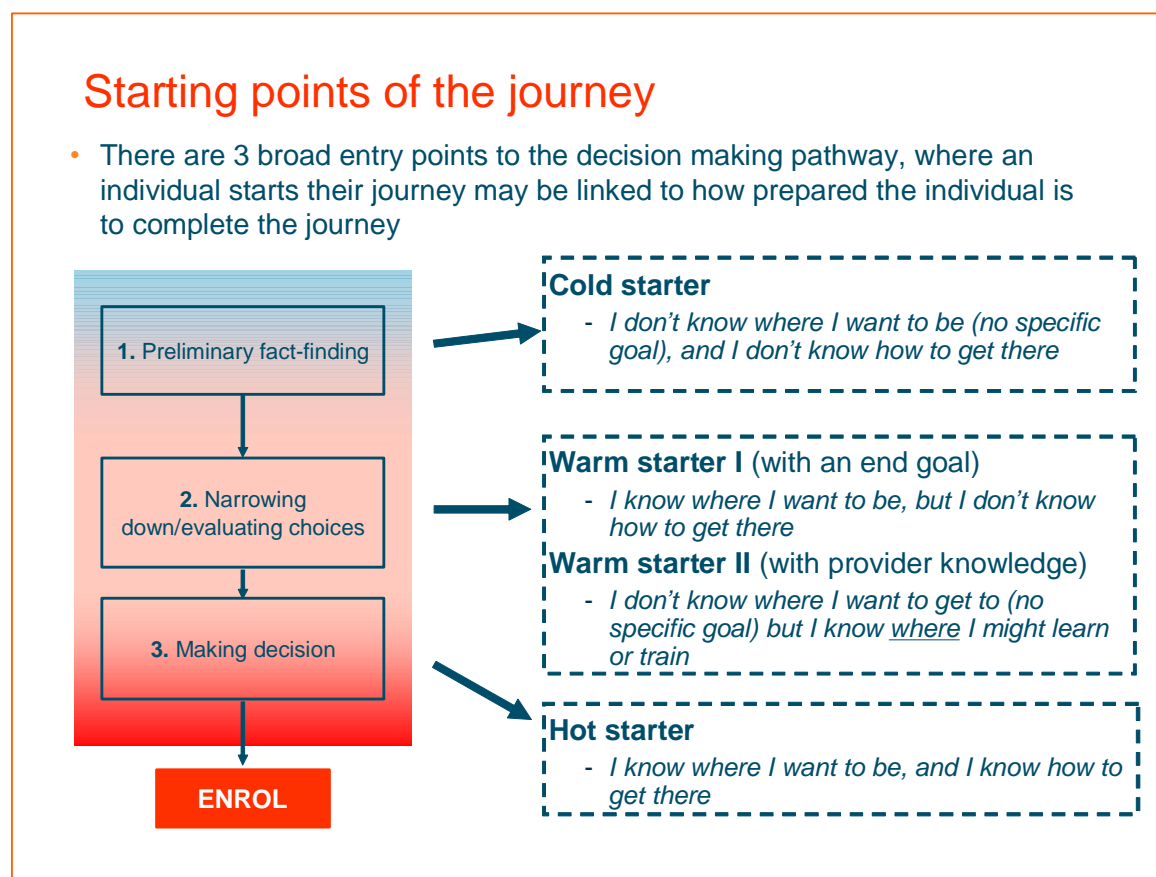 Starting points of the journey
• There are 3 broad entry points to the decision making pathway, where an
individual starts their journey may be linked to how prepared the individual is
to complete the journey
1. Preliminary fact-finding
2. Narrowing
down/evaluating choices
3. Making decision
ENROL
Cold starter
- I don’t know where I want to be (no specific
goal), and I don’t know how to get there
Warm starter I (with an end goal)
- I know where I want to be, but I don’t know
how to get there
Warm starter II (with provider knowledge)
- I don’t know where I want to get to (no
specific goal) but I know where I might learn
or train
Hot starter
- I know where I want to be, and I know how to
get there